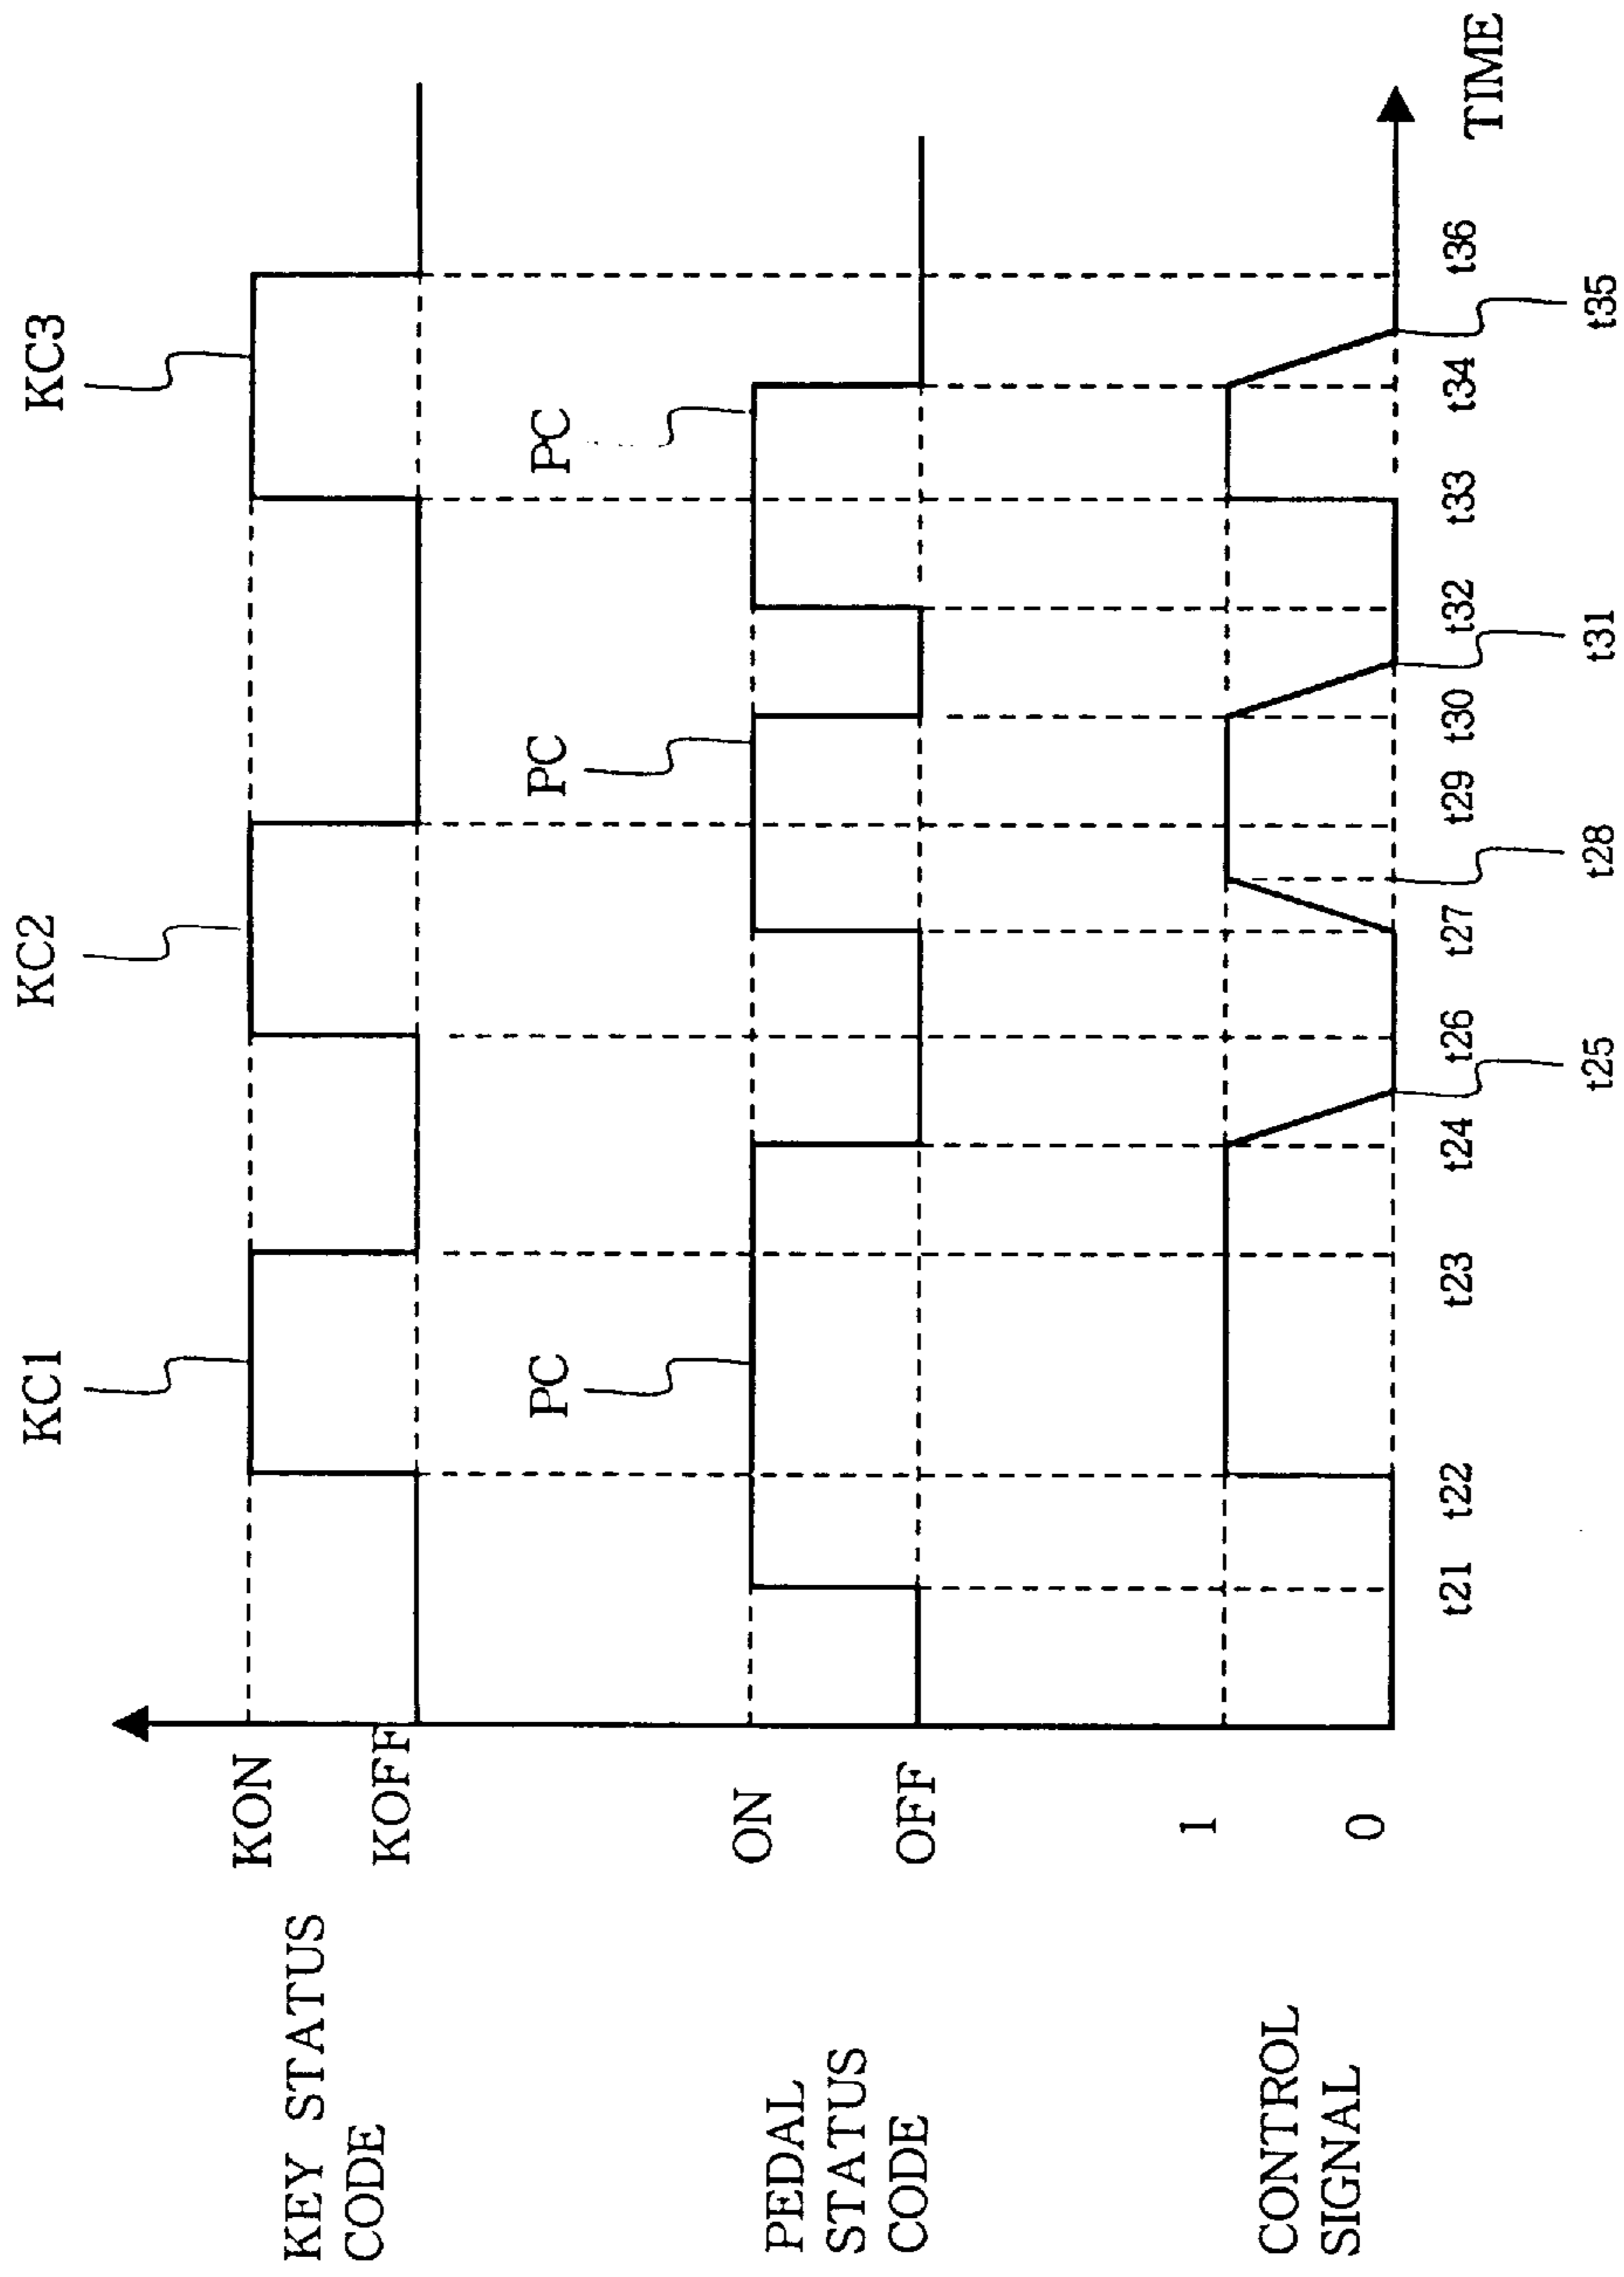 KC1
KC2
KC3
KON
KOFF
KEY STATUS
CODE
PC
PC
PC
ON
OFF
PEDAL
STATUS
CODE
1
0
CONTROL
SIGNAL
t21
t22
t23
t24
t26
t27
t29
t30
t32
t33
t34
t36
t25
t28
t31
t35
TIME